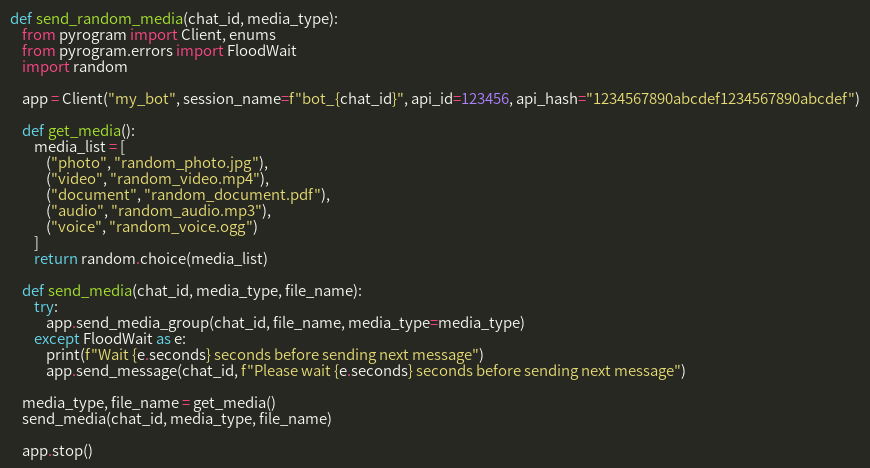 def send_random_media(chat_id, media_type):
from pyrogram import Client, enums
from pyrogram.errors import FloodWait
import random
app = Client("my_bot", session_name=f"bot_{chat_id}", api_id=123456, api_hash="1234567890abcdef1234567890abcdef")
def get_media():
media_list = [
("photo", "random_photo.jpg"),
("video", "random_video.mp4"),
("document", "random_document.pdf"),
("audio", "random_audio.mp3"),
("voice", "random_voice.ogg")
]
return random.choice(media_list)
def send_media(chat_id, media_type, file_name):
try:
app.send_media_group(chat_id, file_name, media_type=media_type)
except FloodWait as e:
print(f"Wait {e.seconds} seconds before sending next message")
app.send_message(chat_id, f"Please wait {e.seconds} seconds before sending next message")
media_type, file_name = get_media()
send_media(chat_id, media_type, file_name)
app.stop()